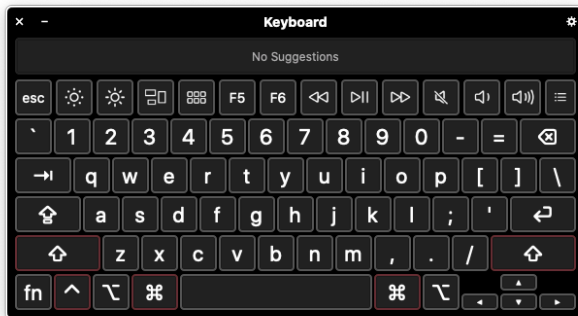 Keyboard
No Suggestions
esc F5 F6
` 1 2 3 4 5 6 7 8 9 0 - =
q w e r t y u i o p [ ] \
a s d f g h j k l ; '
z x c v b n m , . /
fn ^ ⌥ ⌘ ⌘ ⌥